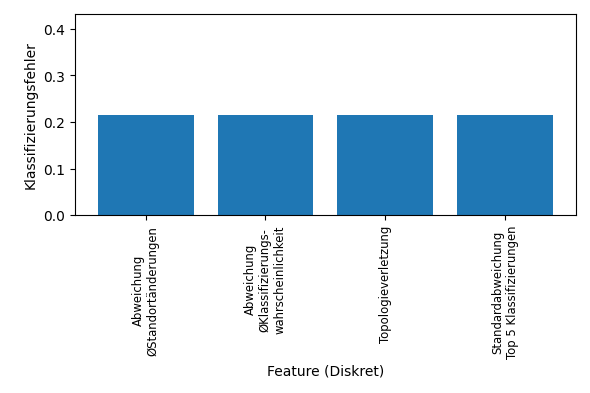 Klassifizierungsfehler
0.4
0.3
0.2
0.1
0.0
Abweichung
ØStandortänderungen
Abweichung
ØKlassifizierungs-
wahrscheinlichkeit
Topologieverletzung
Standardabweichung
Top 5 Klassifizierungen
Feature (Diskret)